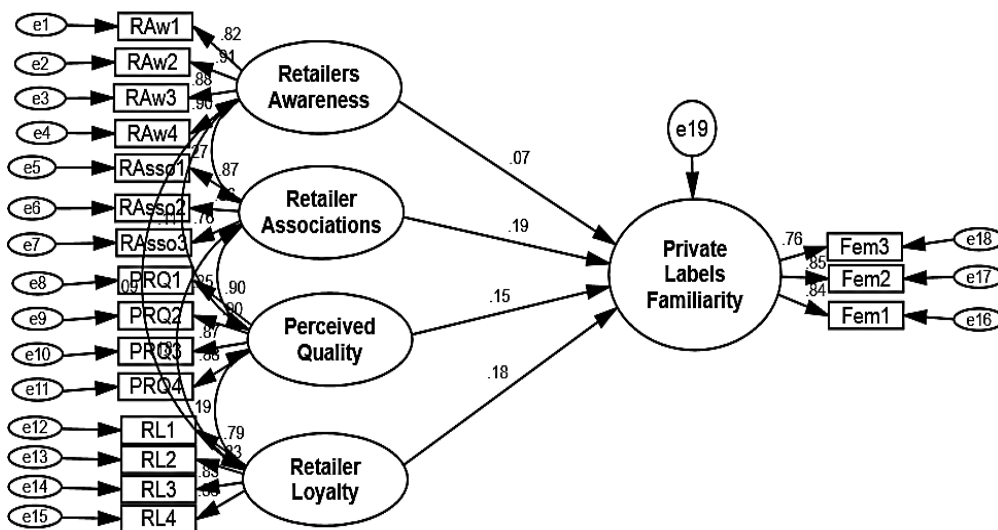 e1
RAw1
.82
e2
RAw2
.91
e3
RAw3
.88
e4
RAw4
.90
e5
RAsso1
.27
.87
e6
RAsso2
e7
RAsso3
.76
e8
PRQ1
.09
.90
e9
PRQ2
.90
e10
PRQ3
.87
e11
PRQ4
.88
.19
e12
RL1
.79
e13
RL2
e14
RL3
.83
e15
RL4
Retailers
Awareness
Retailer
Associations
Perceived
Quality
Retailer
Loyalty
.07
.19
.15
.18
e19
Private
Labels
Familiarity
.76
Fem3
e18
.85
Fem2
e17
.84
Fem1
e16